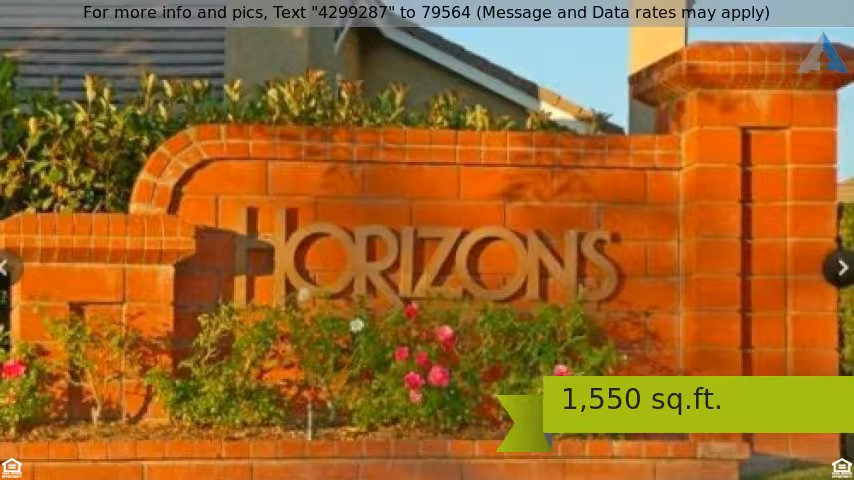 For more info and pics, Text "4299287" to 79564 (Message and Data rates may apply)
HORIZONS
1,550 sq.ft.